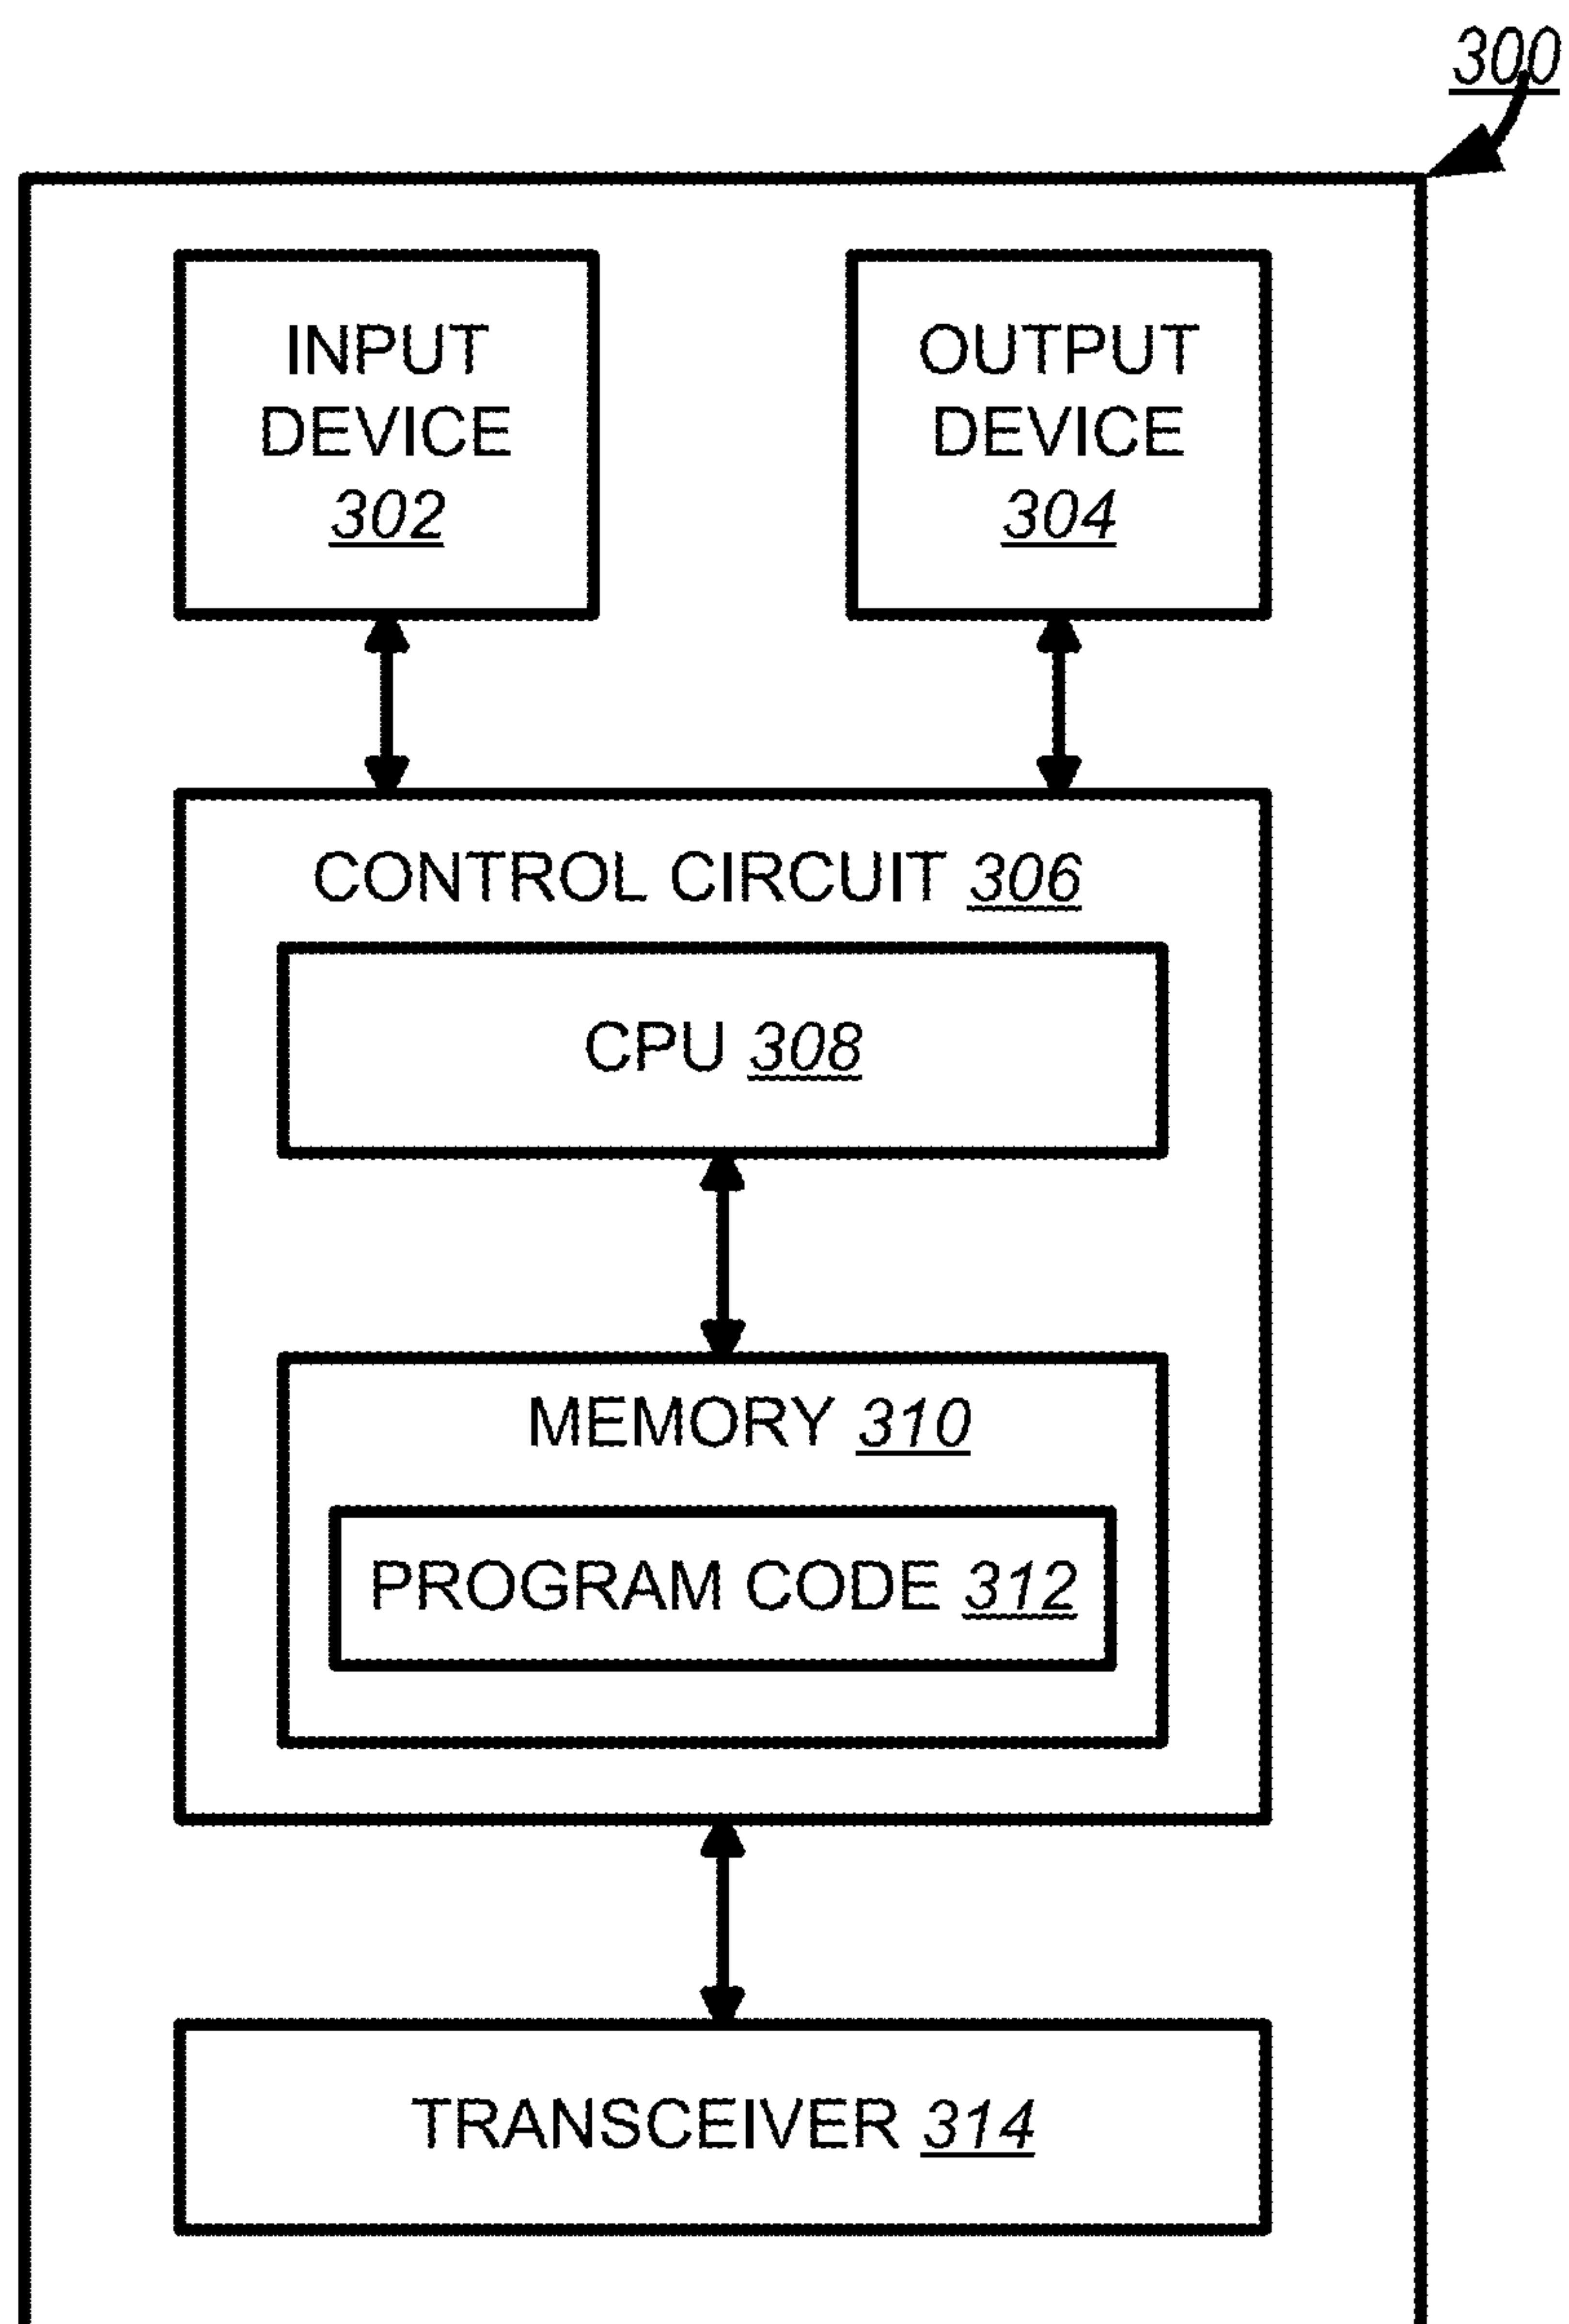 300
INPUT
DEVICE
302
OUTPUT
DEVICE
304
CONTROL CIRCUIT 306
CPU 308
MEMORY 310
PROGRAM CODE 312
TRANSCEIVER 314